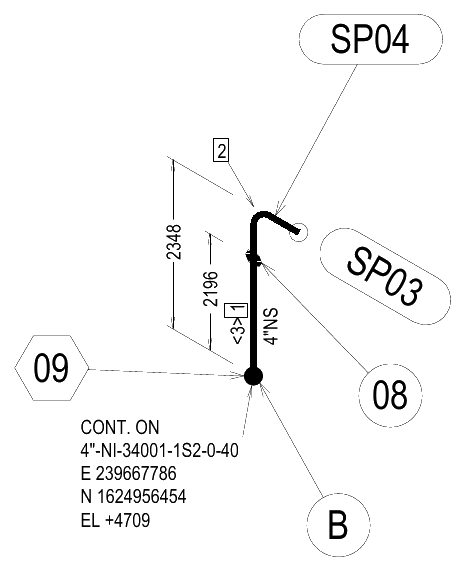 SP04
2
2348
2196
SP03
<3>
1
4"NS
09
08
CONT. ON
4"-NI-34001-1S2-0-40
E 239667786
N 1624956454
EL +4709
B